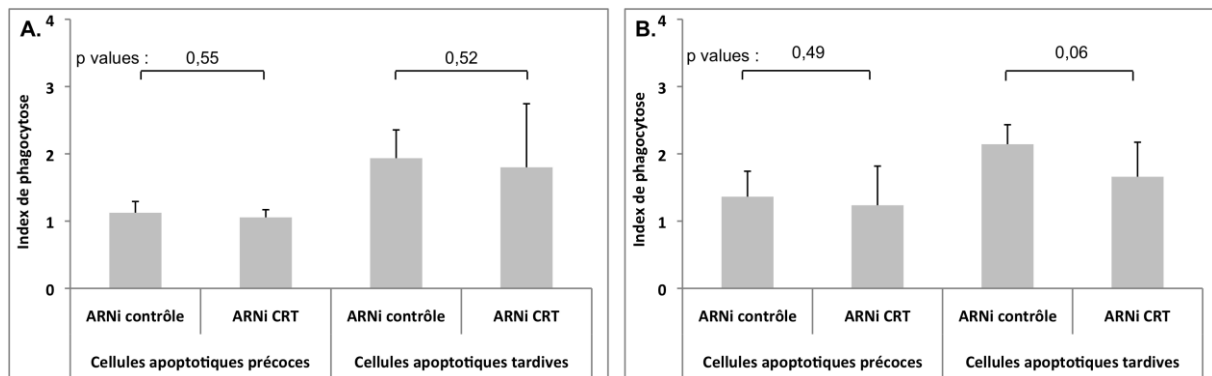 A.
p values : 0,55 0,52
Index de phagocytose
4
3
2
1
0
ARNi contrôle ARNi CRT ARNi contrôle ARNi CRT
Cellules apoptotiques précoces Cellules apoptotiques tardives
B.
p values : 0,49 0,06
Index de phagocytose
4
3
2
1
0
ARNi contrôle ARNi CRT ARNi contrôle ARNi CRT
Cellules apoptotiques précoces Cellules apoptotiques tardives